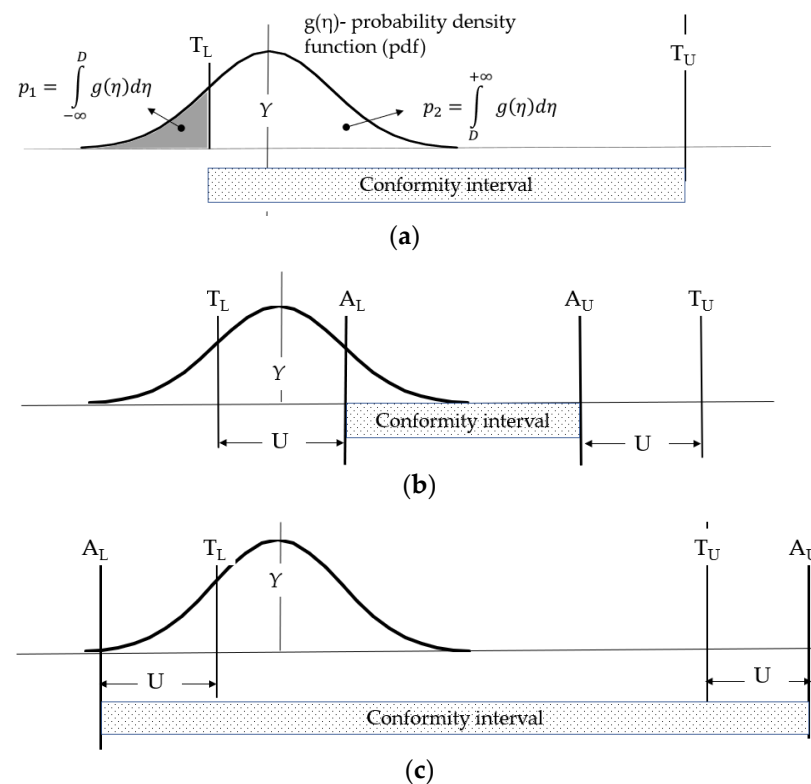 g(η)- probability density
function (pdf)
T_L
T_U
p₁ = ∫_{−∞}^{D} g(η)dη
p₂ = ∫_{D}^{+∞} g(η)dη
Y
Conformity interval
(a)
T_L A_L A_U T_U
Y
Conformity interval
U U
(b)
A_L T_L T_U A_U
Y
U U
Conformity interval
(c)